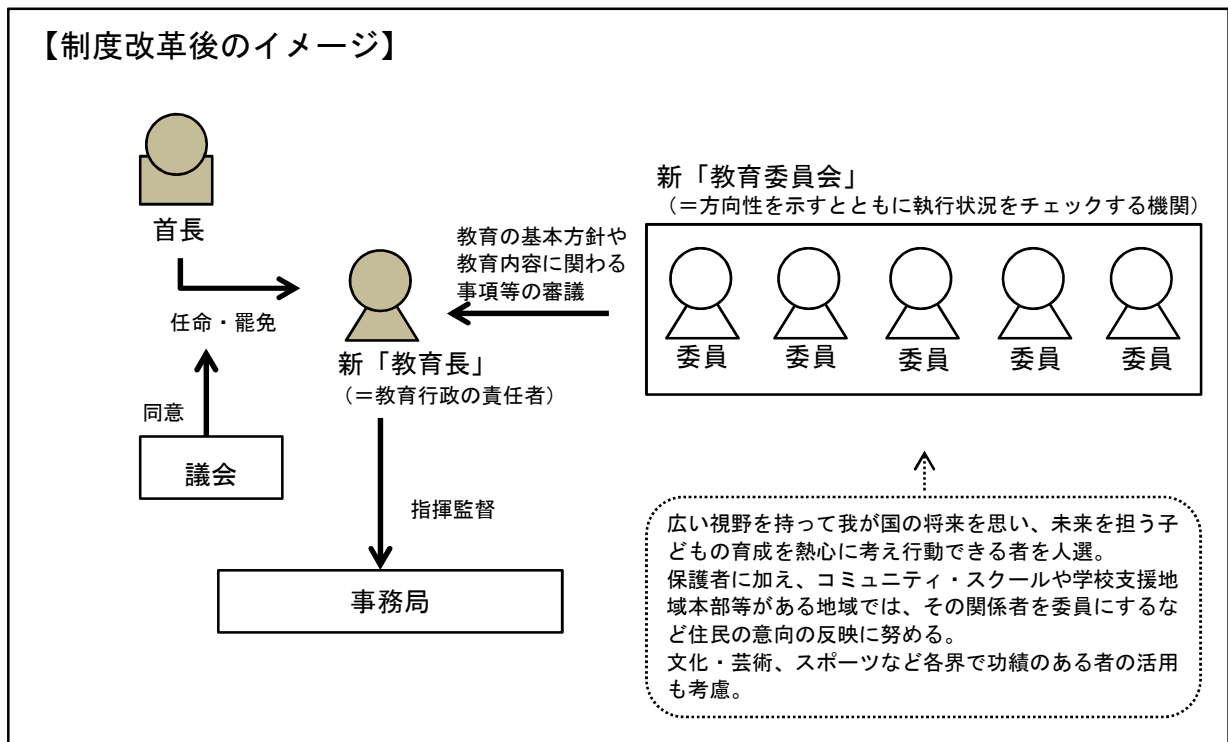 【制度改革後のイメージ】
首長
任命・罷免
同意
議会
新「教育長」
（＝教育行政の責任者）
指揮監督
事務局
教育の基本方針や
教育内容に関わる
事項等の審議
新「教育委員会」
（＝方向性を示すとともに執行状況をチェックする機関）
委員 委員 委員 委員 委員
広い視野を持って我が国の将来を思い、未来を担う子
どもの育成を熱心に考え行動できる者を人選。
保護者に加え、コミュニティ・スクールや学校支援地
域本部等がある地域では、その関係者を委員にするな
ど住民の意向の反映に努める。
文化・芸術、スポーツなど各界で功績のある者の活用
も考慮。